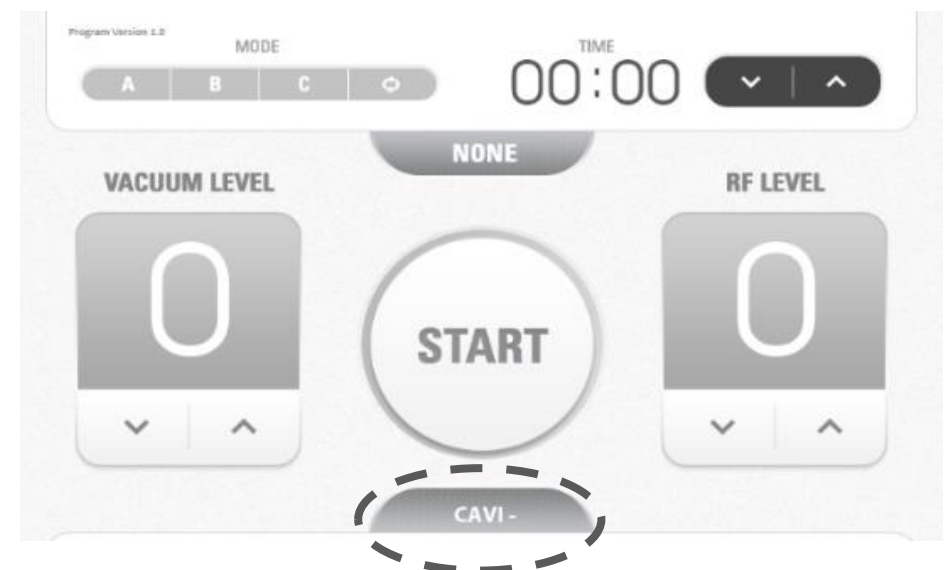 Program Version 1.0
MODE
TIME
A B C
00:00
NONE
VACUUM LEVEL
RF LEVEL
0
START
0
CAVI -